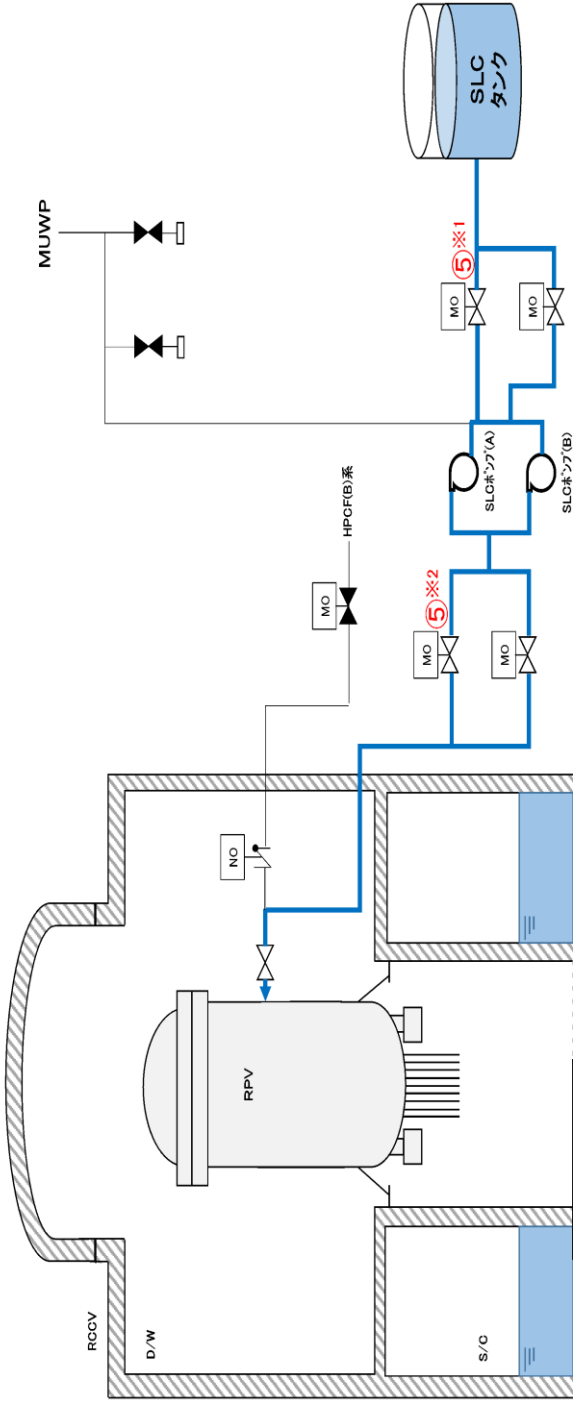 RCCV
D/W
S/C
RPV
NO
MO
HPCF(B)系
MUWP
MO
⑤※2
MO
SLCポンプ(A)
SLCポンプ(B)
MO
⑤※1
MO
SLC
タンク